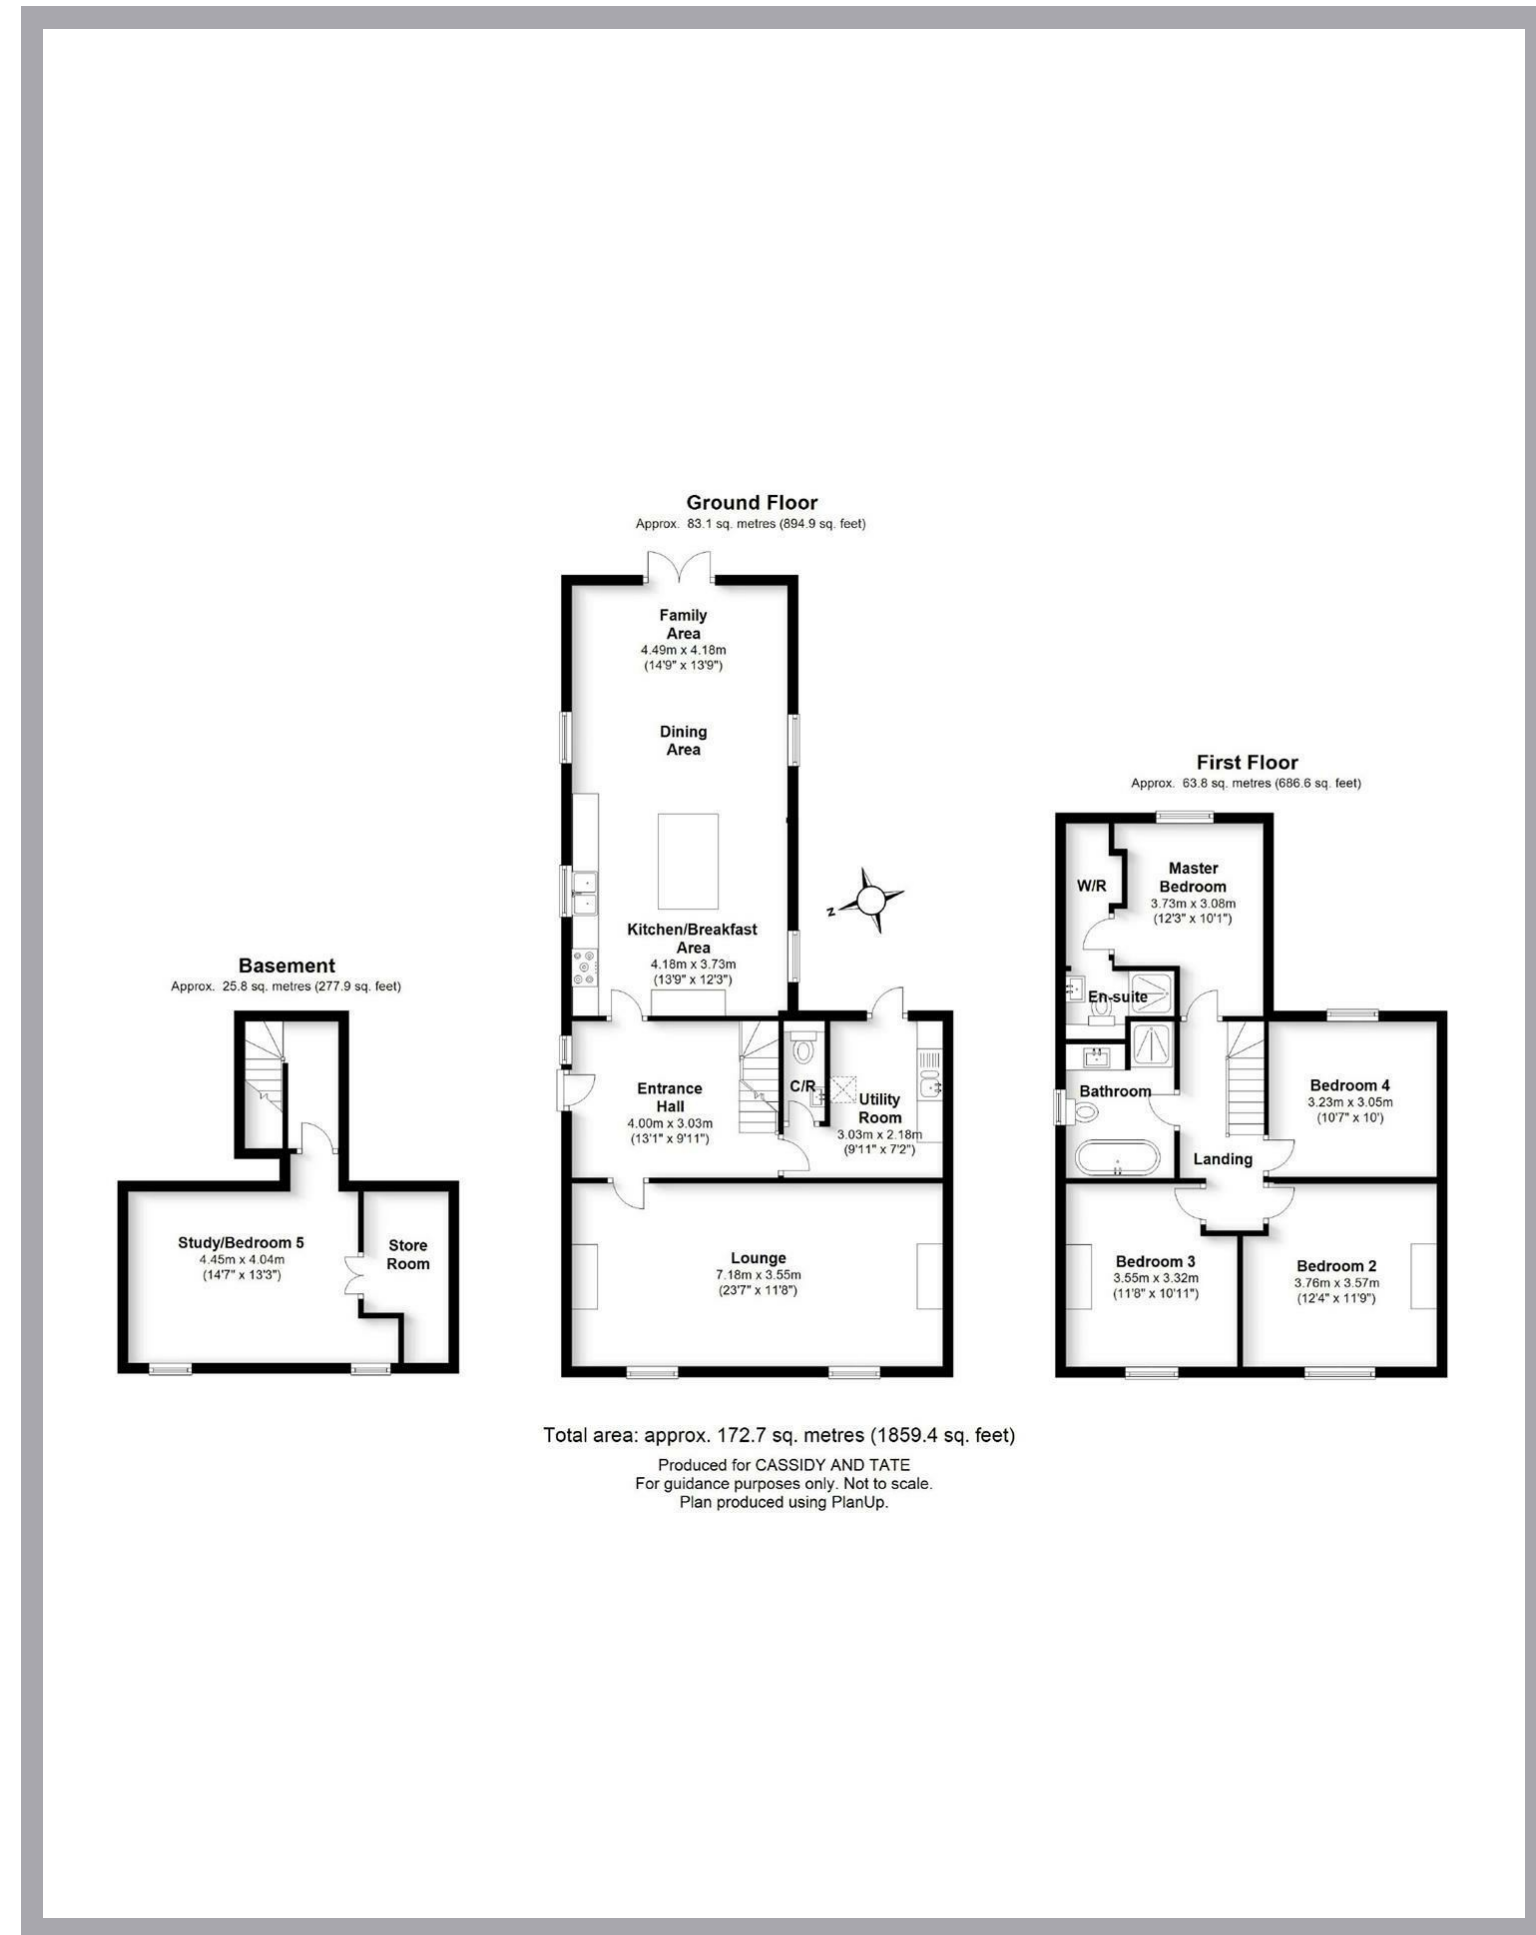 Ground Floor
Approx. 83.1 sq. metres (894.9 sq. feet)
Family
Area
4.49m x 4.18m
(14'9" x 13'9")
Dining
Area
Kitchen/Breakfast
Area
4.18m x 3.73m
(13'9" x 12'3")
N
Entrance
Hall
4.00m x 3.03m
(13'1" x 9'11")
C/R
Utility
Room
3.03m x 2.18m
(9'11" x 7'2")
Lounge
7.18m x 3.55m
(23'7" x 11'8")
First Floor
Approx. 63.8 sq. metres (686.6 sq. feet)
W/R
Master
Bedroom
3.73m x 3.08m
(12'3" x 10'1")
En-suite
Bathroom
Bedroom 4
3.23m x 3.05m
(10'7" x 10')
Landing
Bedroom 3
3.55m x 3.32m
(11'8" x 10'11")
Bedroom 2
3.76m x 3.57m
(12'4" x 11'9")
Basement
Approx. 25.8 sq. metres (277.9 sq. feet)
Study/Bedroom 5
4.45m x 4.04m
(14'7" x 13'3")
Store
Room
Total area: approx. 172.7 sq. metres (1859.4 sq. feet)
Produced for CASSIDY AND TATE
For guidance purposes only. Not to scale.
Plan produced using PlanUp.